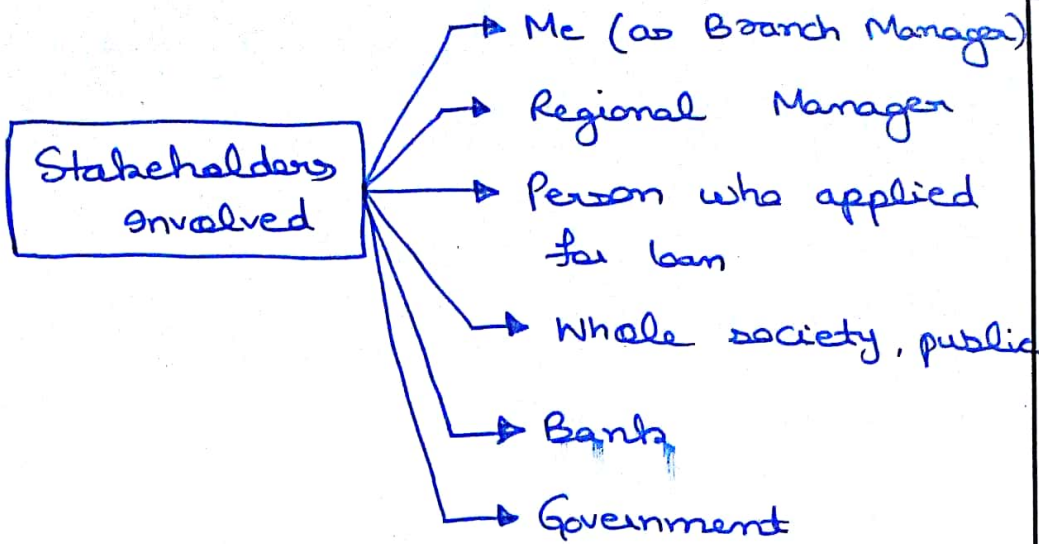 Stakeholders
involved
Me (as Branch Manager)
Regional Manager
Person who applied
for loan
Whole society, public
Bank
Government